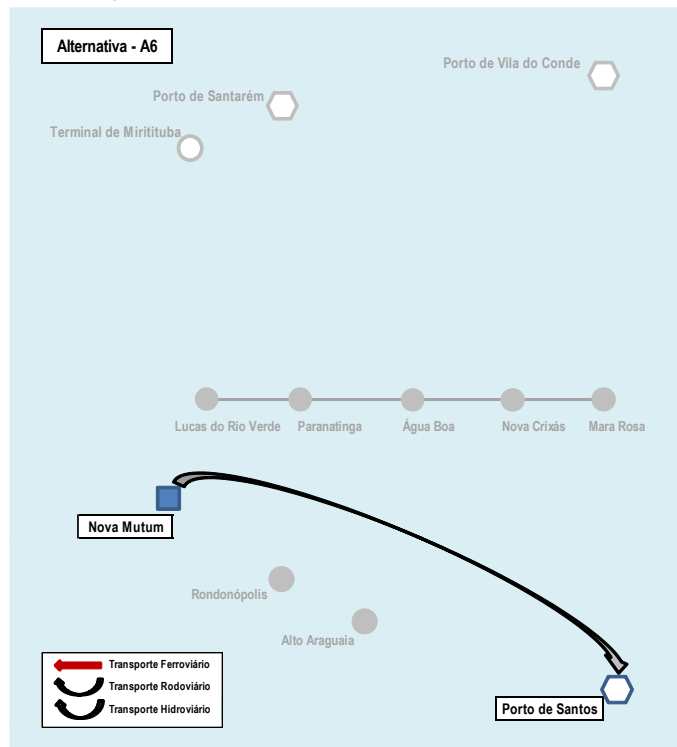 Alternativa - A6
Porto de Vila do Conde
Porto de Santarém
Terminal de Miritituba
Lucas do Rio Verde
Paranatinga
Água Boa
Nova Crixás
Mara Rosa
Nova Mutum
Rondonópolis
Alto Araguaia
Transporte Ferroviário
Transporte Rodoviário
Transporte Hidroviário
Porto de Santos